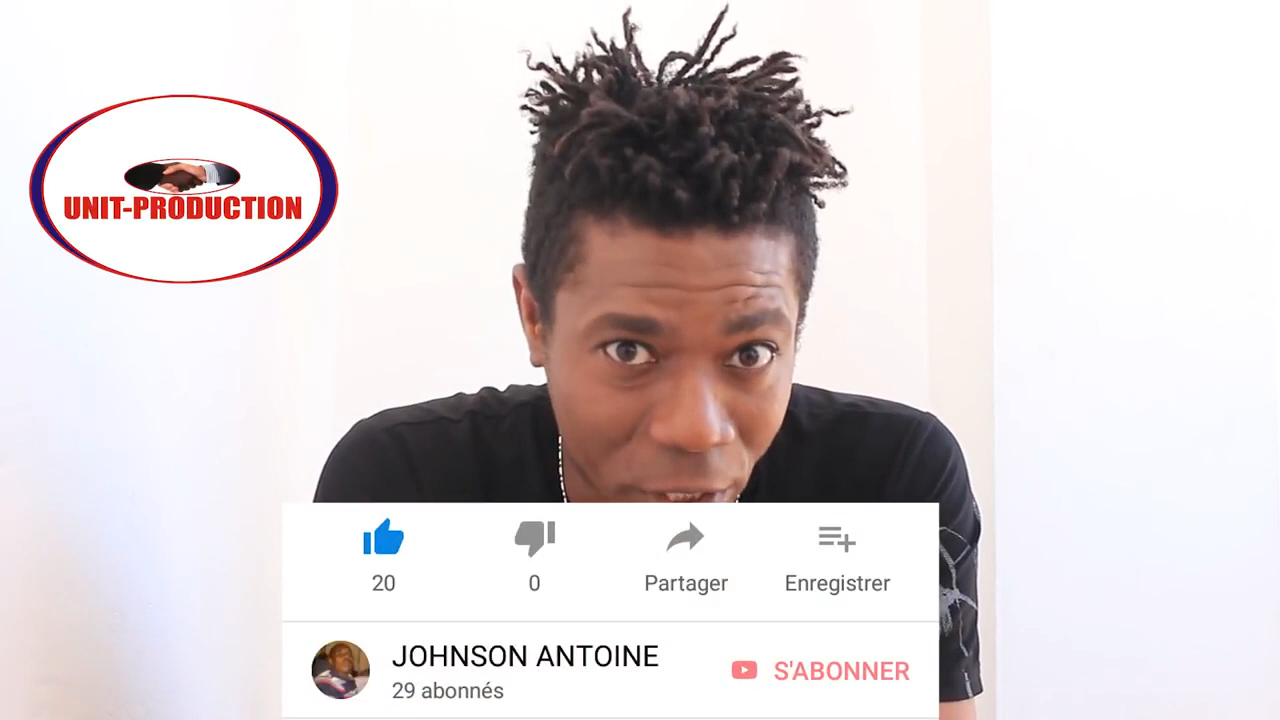 UNIT-PRODUCTION
20
0
Partager
Enregistrer
JOHNSON ANTOINE
S'ABONNER
29 abonnés